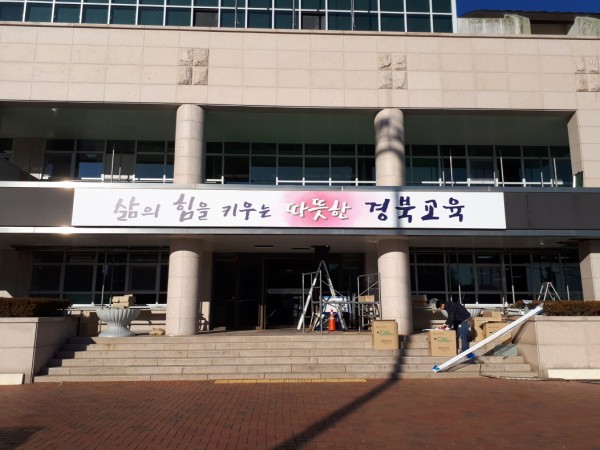 삶의 힘을 키우는 따뜻한 경북교육